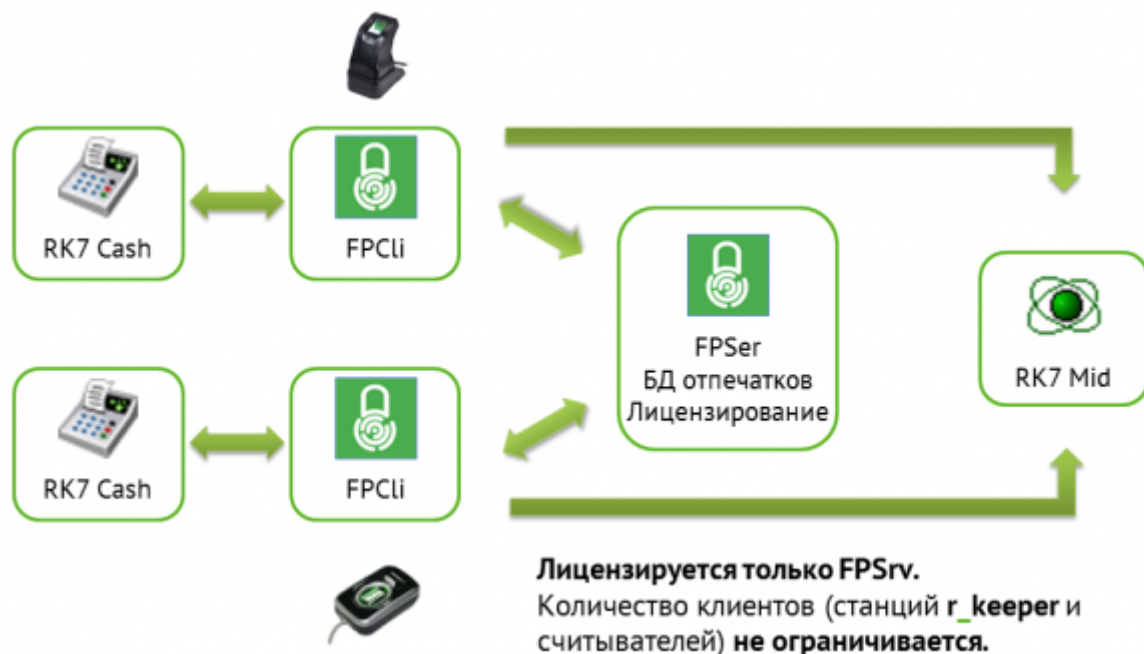 RK7 Cash
FPCli
FPSer
БД отпечатков
Лицензирование
RK7 Mid
RK7 Cash
FPCli
Лицензируется только FPSrv.
Количество клиентов (станций r_keeper и
считывателей) не ограничивается.